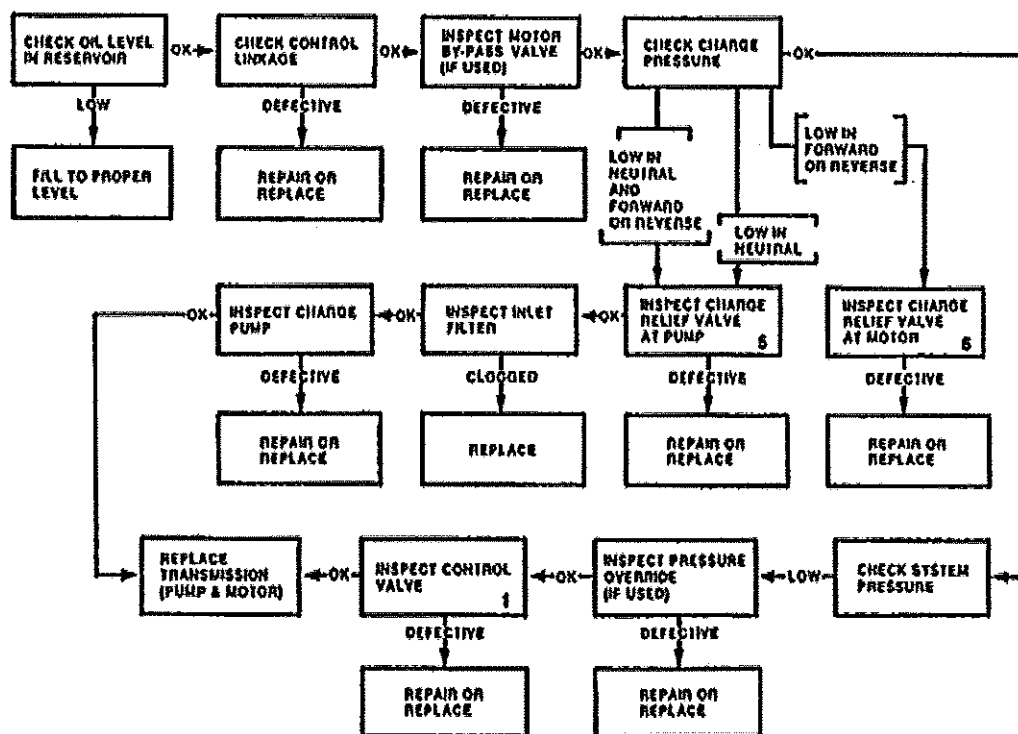 CHECK OIL LEVEL
IN RESERVOIR
OK
CHECK CONTROL
LINKAGE
OK
INSPECT MOTOR
BY-PASS VALVE
(IF USED)
OK
CHECK CHARGE
PRESSURE
OK
LOW
DEFECTIVE
DEFECTIVE
FILL TO PROPER
LEVEL
REPAIR OR
REPLACE
REPAIR OR
REPLACE
LOW IN
NEUTRAL
AND
FORWARD
OR REVERSE
LOW IN
NEUTRAL
LOW IN
FORWARD
OR REVERSE
OK
INSPECT CHARGE
PUMP
OK
INSPECT INLET
FILTER
OK
INSPECT CHARGE
RELIEF VALVE
AT PUMP
INSPECT CHARGE
RELIEF VALVE
AT MOTOR
DEFECTIVE
CLOGGED
DEFECTIVE
DEFECTIVE
REPAIR OR
REPLACE
REPLACE
REPAIR OR
REPLACE
REPAIR OR
REPLACE
REPLACE
TRANSMISSION
(PUMP & MOTOR)
OK
INSPECT CONTROL
VALVE
1
OK
INSPECT PRESSURE
OVERRIDE
(IF USED)
LOW
CHECK SYSTEM
PRESSURE
DEFECTIVE
DEFECTIVE
REPAIR OR
REPLACE
REPAIR OR
REPLACE